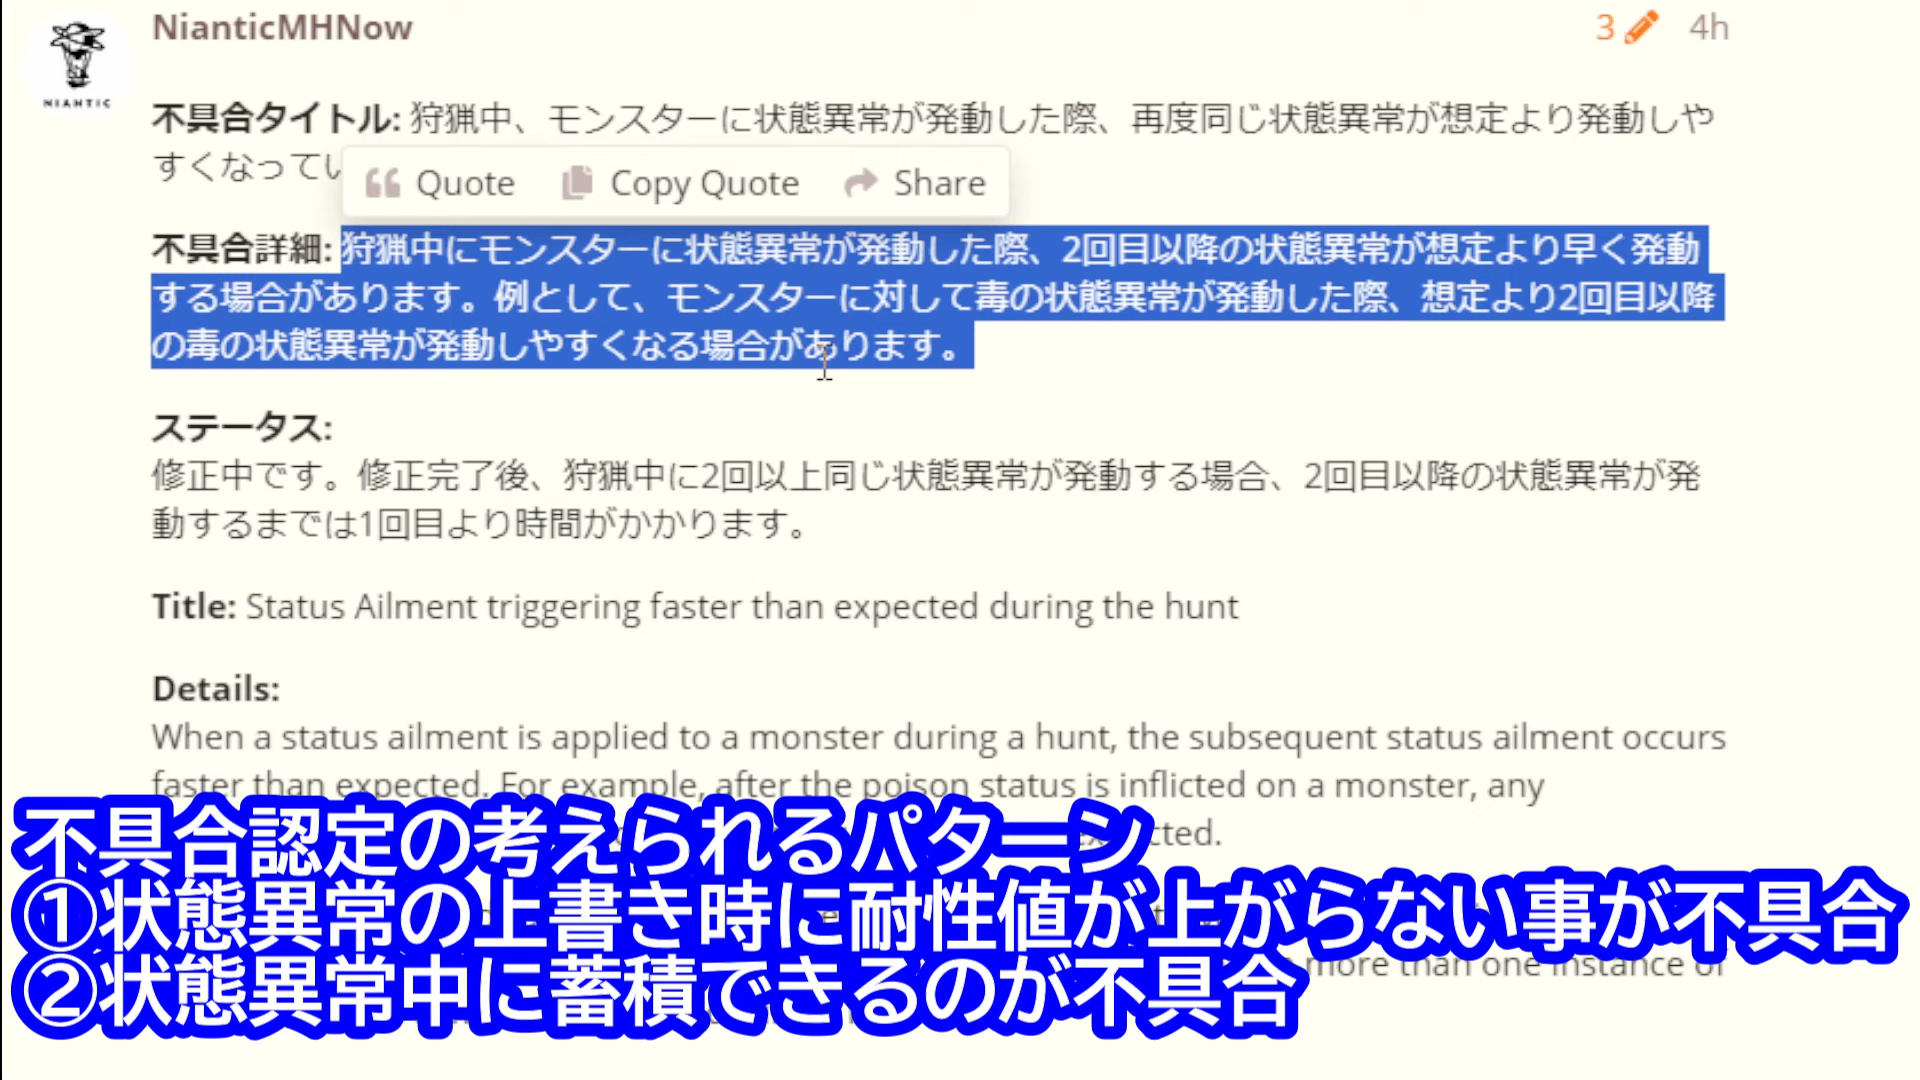 NianticMHNow
3
4h
NIANTIC
不具合タイトル: 狩猟中、モンスターに状態異常が発動した際、再度同じ状態異常が想定より発動しや
すくなってい
Quote
Copy Quote
Share
不具合詳細: 狩猟中にモンスターに状態異常が発動した際、2回目以降の状態異常が想定より早く発動
する場合があります。例として、モンスターに対して毒の状態異常が発動した際、想定より2回目以降
の毒の状態異常が発動しやすくなる場合があります。
ステータス:
修正中です。修正完了後、狩猟中に2回以上同じ状態異常が発動する場合、2回目以降の状態異常が発
動するまでは1回目より時間がかかります。
Title: Status Ailment triggering faster than expected during the hunt
Details:
When a status ailment is applied to a monster during a hunt, the subsequent status ailment occurs
faster than expected. For example, after the poison status is inflicted on a monster, any
不具合認定の考えられるパターン
①状態異常の上書き時に耐性値が上がらない事が不具合
more than one instance of
②状態異常中に蓄積できるのが不具合